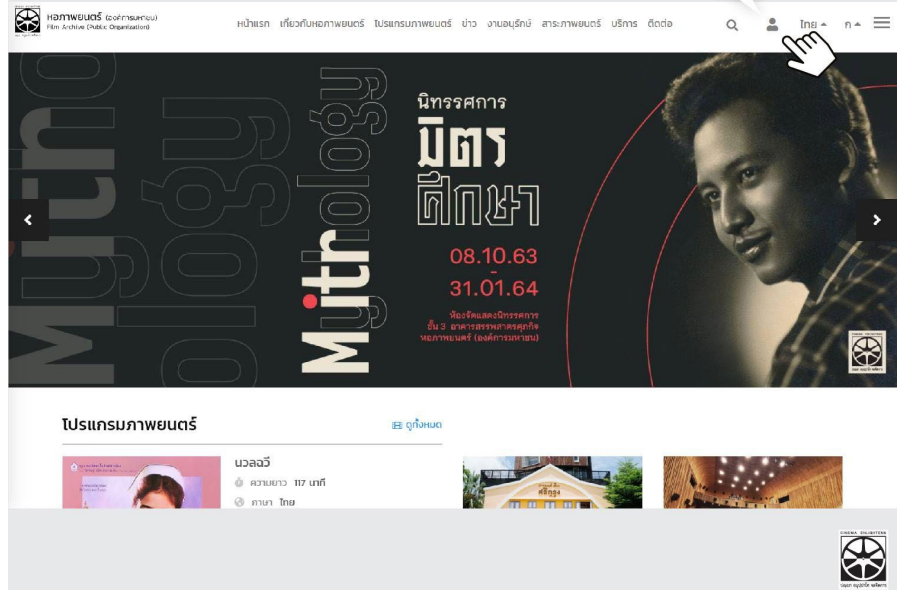 หอภาพยนตร์ (องค์การมหาชน)
Film Archive (Public Organization)
หน้าแรก เกี่ยวกับหอภาพยนตร์ โปรแกรมภาพยนตร์ ข่าว งานอนุรักษ์ สาระภาพยนตร์ บริการ ติดต่อ
ไทย ก
Mythology
นิทรรศการ
มิตร
ศึกษา
08.10.63
-
31.01.64
ห้องจัดแสดงนิทรรศการ
ชั้น 3 อาคารสรรพสาตรศุภกิจ
หอภาพยนตร์ (องค์การมหาชน)
Myitho
ology
Myithology
โปรแกรมภาพยนตร์
ดูทั้งหมด
นวลฉวี
ความยาว 117 นาที
ภาษา ไทย
ศรีกรุง
CINEMA ENLIGHTENS